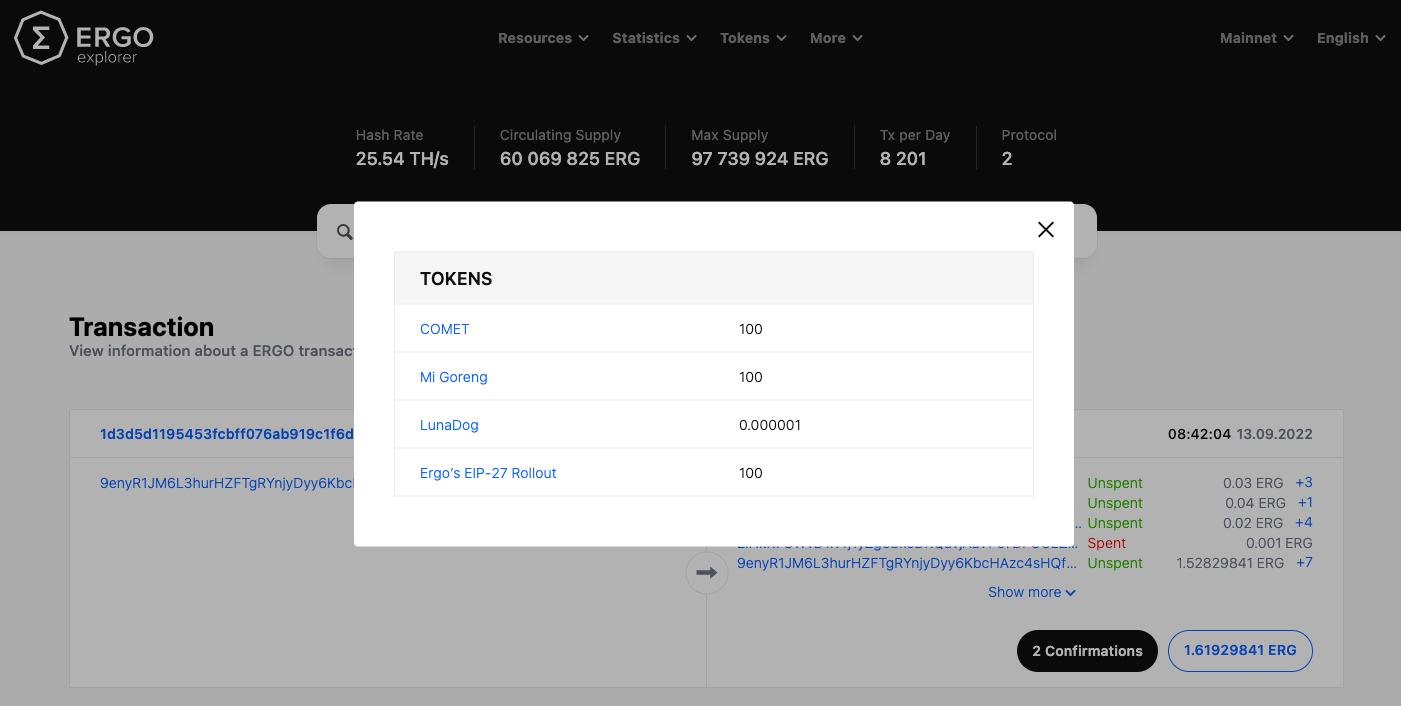 Σ ERGO
explorer
Resources Statistics Tokens More Mainnet English
Hash Rate Circulating Supply Max Supply Tx per Day Protocol
25.54 TH/s 60 069 825 ERG 97 739 924 ERG 8 201 2
TOKENS
COMET 100
Mi Goreng 100
LunaDog 0.000001
Ergo’s EIP-27 Rollout 100
Transaction
View information about a ERGO transac
1d3d5d1195453fcbff076ab919c1f6d 08:42:04 13.09.2022
9enyR1JM6L3hurHZFTgRYnjyDyy6Kbc Unspent 0.03 ERG +3
Unspent 0.04 ERG +1
... Unspent 0.02 ERG +4
Spent 0.001 ERG
9enyR1JM6L3hurHZFTgRYnjyDyy6KbcHAzc4sHQf... Unspent 1.52829841 ERG +7
Show more
2 Confirmations 1.61929841 ERG